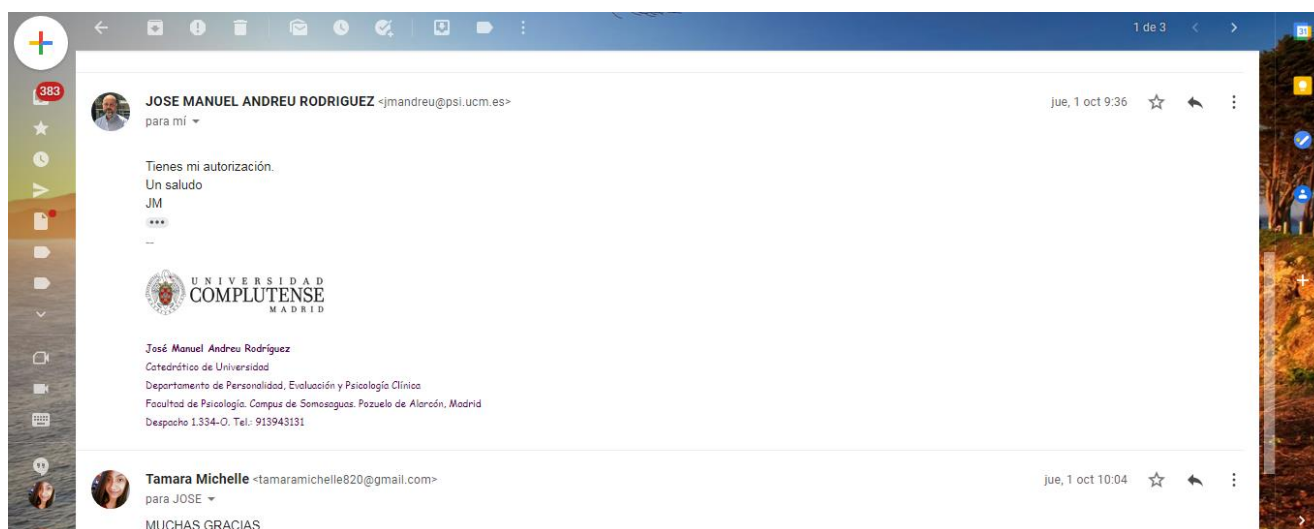 1 de 3
31
383
JOSE MANUEL ANDREU RODRIGUEZ <jmandreu@psi.ucm.es>
jue, 1 oct 9:36
para mí
Tienes mi autorización.
Un saludo
JM
--
UNIVERSIDAD
COMPLUTENSE
MADRID
José Manuel Andreu Rodríguez
Catedrático de Universidad
Departamento de Personalidad, Evaluación y Psicología Clínica
Facultad de Psicología. Campus de Somosaguas. Pozuelo de Alarcón, Madrid
Despacho 1.334-O. Tel.: 913943131
Tamara Michelle <tamaramichelle820@gmail.com>
jue, 1 oct 10:04
para JOSE
MUCHAS GRACIAS